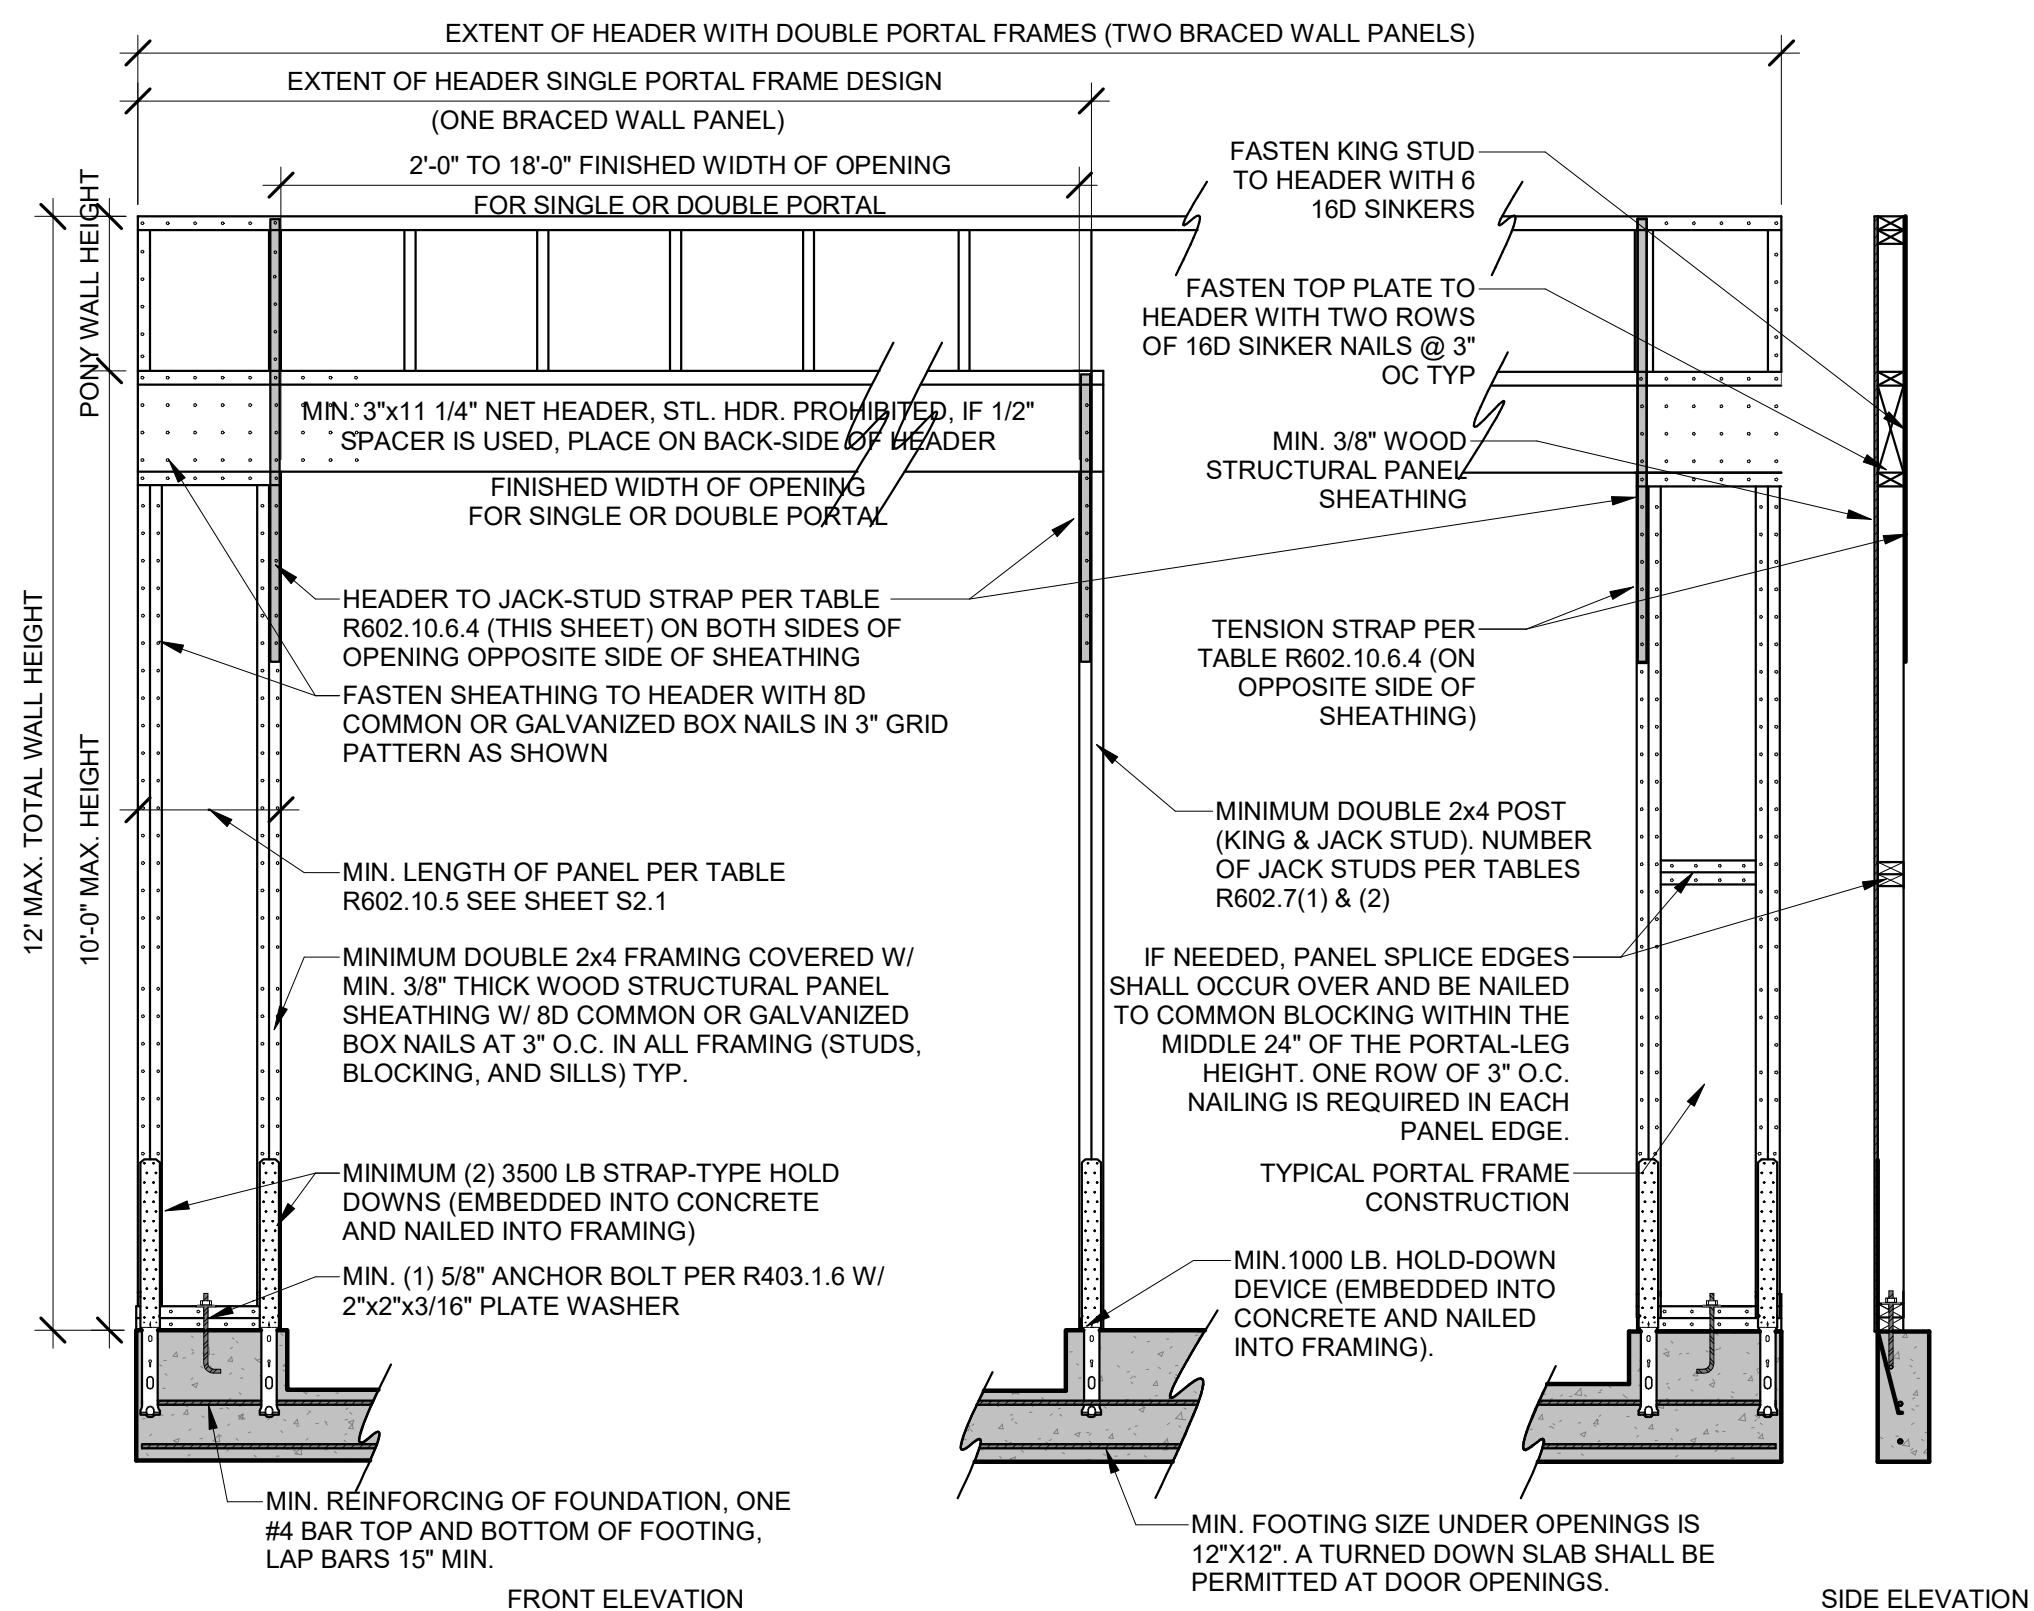 EXTENT OF HEADER WITH DOUBLE PORTAL FRAMES (TWO BRACED WALL PANELS)
EXTENT OF HEADER SINGLE PORTAL FRAME DESIGN
(ONE BRACED WALL PANEL)
2'-0" TO 18'-0" FINISHED WIDTH OF OPENING
FOR SINGLE OR DOUBLE PORTAL
PONY WALL HEIGHT
12' MAX. TOTAL WALL HEIGHT
10'-0" MAX. HEIGHT
FASTEN KING STUD
TO HEADER WITH 6
16D SINKERS
FASTEN TOP PLATE TO
HEADER WITH TWO ROWS
OF 16D SINKER NAILS @ 3"
OC TYP
MIN. 3"x11 1/4" NET HEADER, STL. HDR. PROHIBITED, IF 1/2"
SPACER IS USED, PLACE ON BACK-SIDE OF HEADER
FINISHED WIDTH OF OPENING
FOR SINGLE OR DOUBLE PORTAL
MIN. 3/8" WOOD
STRUCTURAL PANEL
SHEATHING
HEADER TO JACK-STUD STRAP PER TABLE
R602.10.6.4 (THIS SHEET) ON BOTH SIDES OF
OPENING OPPOSITE SIDE OF SHEATHING
FASTEN SHEATHING TO HEADER WITH 8D
COMMON OR GALVANIZED BOX NAILS IN 3" GRID
PATTERN AS SHOWN
TENSION STRAP PER
TABLE R602.10.6.4 (ON
OPPOSITE SIDE OF
SHEATHING)
MINIMUM DOUBLE 2x4 POST
(KING & JACK STUD). NUMBER
OF JACK STUDS PER TABLES
R602.7(1) & (2)
MIN. LENGTH OF PANEL PER TABLE
R602.10.5 SEE SHEET S2.1
MINIMUM DOUBLE 2x4 FRAMING COVERED W/
MIN. 3/8" THICK WOOD STRUCTURAL PANEL
SHEATHING W/ 8D COMMON OR GALVANIZED
BOX NAILS AT 3" O.C. IN ALL FRAMING (STUDS,
BLOCKING, AND SILLS) TYP.
IF NEEDED, PANEL SPLICE EDGES
SHALL OCCUR OVER AND BE NAILED
TO COMMON BLOCKING WITHIN THE
MIDDLE 24" OF THE PORTAL-LEG
HEIGHT. ONE ROW OF 3" O.C.
NAILING IS REQUIRED IN EACH
PANEL EDGE.
MINIMUM (2) 3500 LB STRAP-TYPE HOLD
DOWNS (EMBEDDED INTO CONCRETE
AND NAILED INTO FRAMING)
TYPICAL PORTAL FRAME
CONSTRUCTION
MIN. (1) 5/8" ANCHOR BOLT PER R403.1.6 W/
2"x2"x3/16" PLATE WASHER
MIN.1000 LB. HOLD-DOWN
DEVICE (EMBEDDED INTO
CONCRETE AND NAILED
INTO FRAMING).
MIN. REINFORCING OF FOUNDATION, ONE
#4 BAR TOP AND BOTTOM OF FOOTING,
LAP BARS 15" MIN.
MIN. FOOTING SIZE UNDER OPENINGS IS
12"X12". A TURNED DOWN SLAB SHALL BE
PERMITTED AT DOOR OPENINGS.
FRONT ELEVATION
SIDE ELEVATION